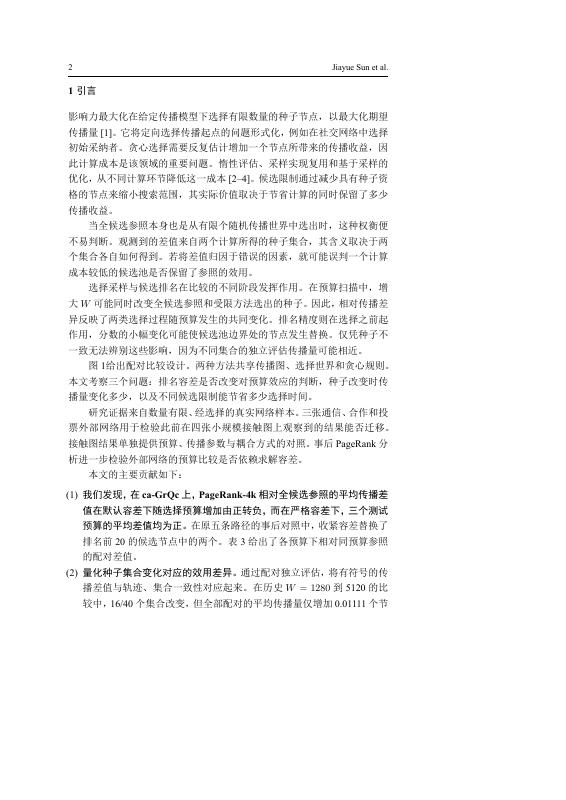 2
Jiayue Sun et al.
1 引言
影响力最大化在给定传播模型下选择有限数量的种子节点，以最大化期望
传播量 [1]。它将定向选择传播起点的问题形式化，例如在社交网络中选择
初始采纳者。贪心选择需要反复估计增加一个节点所带来的传播收益，因
此计算成本是该领域的重要问题。惰性评估、采样实现复用和基于采样的
优化，从不同计算环节降低这一成本 [2–4]。候选限制通过减少具有种子资
格的节点来缩小搜索范围，其实际价值取决于节省计算的同时保留了多少
传播收益。
当全候选参照本身也是从有限个随机传播世界中选出时，这种权衡便
不易判断。观测到的差值来自两个计算所得的种子集合，其含义取决于两
个集合各自如何得到。若将差值归因于错误的因素，就可能误判一个计算
成本较低的候选池是否保留了参照的效用。
选择采样与候选排名在比较的不同阶段发挥作用。在预算扫描中，增
大 W 可能同时改变全候选参照和受限方法选出的种子。因此，相对传播差
异反映了两类选择过程随预算发生的共同变化。排名精度则在选择之前起
作用，分数的小幅变化可能使候选池边界处的节点发生替换。仅凭种子不
一致无法辨别这些影响，因为不同集合的独立评估传播量可能相近。
图 1给出配对比较设计。两种方法共享传播图、选择世界和贪心规则。
本文考察三个问题：排名容差是否改变对预算效应的判断，种子改变时传
播量变化多少，以及不同候选限制能节省多少选择时间。
研究证据来自数量有限、经选择的真实网络样本。三张通信、合作和投
票外部网络用于检验此前在四张小规模接触图上观察到的结果能否迁移。
接触图结果单独提供预算、传播参数与耦合方式的对照。事后 PageRank 分
析进一步检验外部网络的预算比较是否依赖求解容差。
本文的主要贡献如下：
(1) 我们发现，在 ca-GrQc 上，PageRank-4k 相对全候选参照的平均传播差
值在默认容差下随选择预算增加由正转负，而在严格容差下，三个测试
预算的平均差值均为正。在原五条路径的事后对照中，收紧容差替换了
排名前 20 的候选节点中的两个。表 3 给出了各预算下相对同预算参照
的配对差值。
(2) 量化种子集合变化对应的效用差异。通过配对独立评估，将有符号的传
播差值与轨迹、集合一致性对应起来。在历史 W = 1280 到 5120 的比
较中，16/40 个集合改变，但全部配对的平均传播量仅增加 0.01111 个节